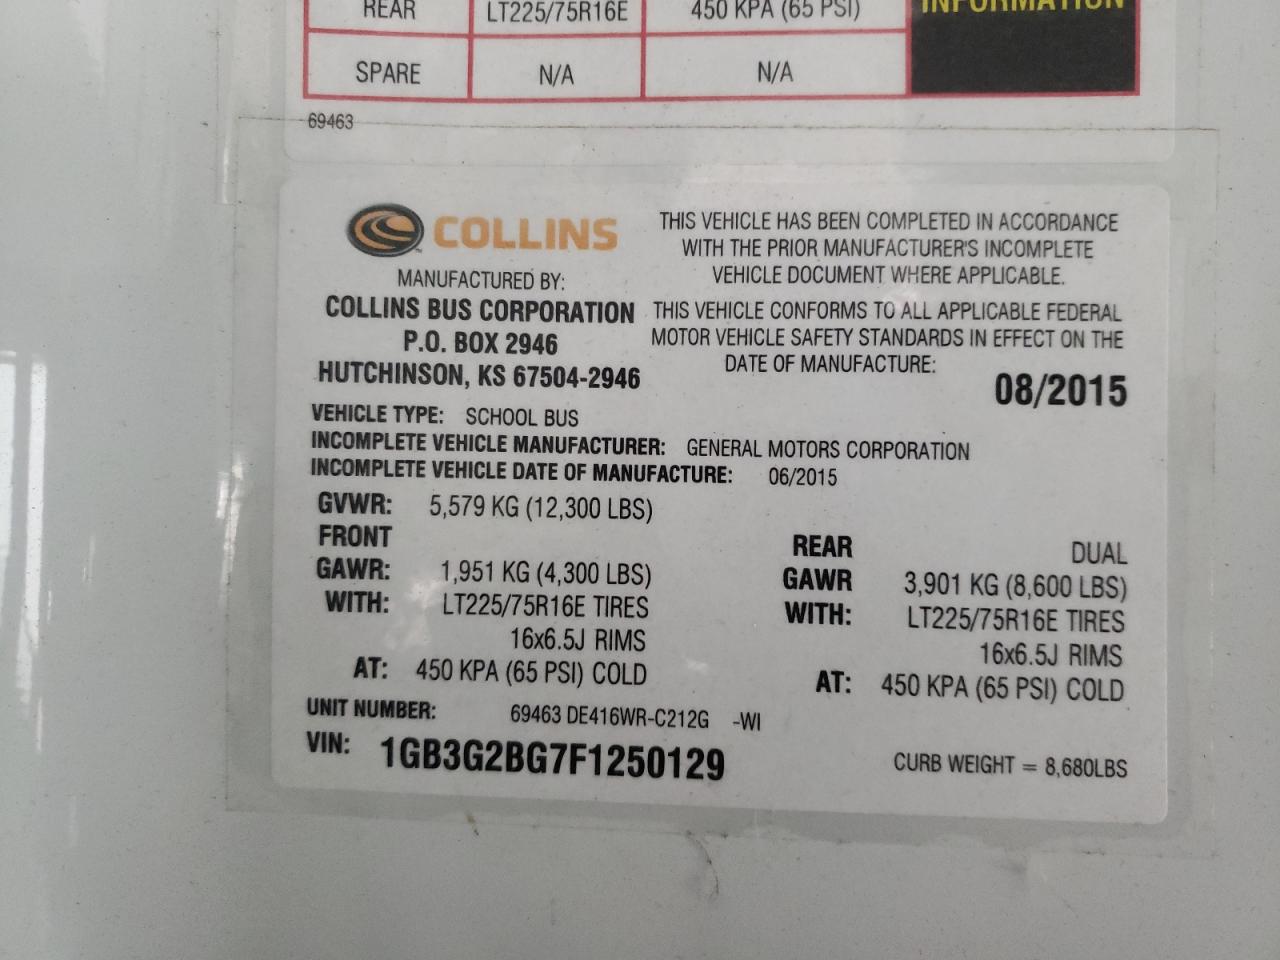 REAR LT225/75R16E 450 KPA (65 PSI) INFORMATION
SPARE N/A N/A
69463
COLLINS
MANUFACTURED BY:
COLLINS BUS CORPORATION
P.O. BOX 2946
HUTCHINSON, KS 67504-2946
THIS VEHICLE HAS BEEN COMPLETED IN ACCORDANCE
WITH THE PRIOR MANUFACTURER'S INCOMPLETE
VEHICLE DOCUMENT WHERE APPLICABLE.
THIS VEHICLE CONFORMS TO ALL APPLICABLE FEDERAL
MOTOR VEHICLE SAFETY STANDARDS IN EFFECT ON THE
DATE OF MANUFACTURE:
08/2015
VEHICLE TYPE: SCHOOL BUS
INCOMPLETE VEHICLE MANUFACTURER: GENERAL MOTORS CORPORATION
INCOMPLETE VEHICLE DATE OF MANUFACTURE: 06/2015
GVWR: 5,579 KG (12,300 LBS)
FRONT
GAWR: 1,951 KG (4,300 LBS)
WITH: LT225/75R16E TIRES
16x6.5J RIMS
AT: 450 KPA (65 PSI) COLD
REAR DUAL
GAWR 3,901 KG (8,600 LBS)
WITH: LT225/75R16E TIRES
16x6.5J RIMS
AT: 450 KPA (65 PSI) COLD
UNIT NUMBER: 69463 DE416WR-C212G -WI
VIN: 1GB3G2BG7F1250129
CURB WEIGHT = 8,680LBS